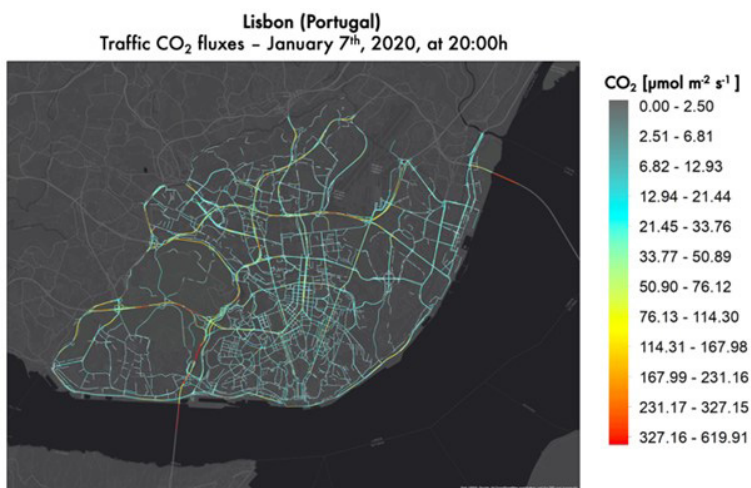 Lisbon (Portugal)
Traffic CO₂ fluxes – January 7ᵗʰ, 2020, at 20:00h
CO₂ [µmol m⁻² s⁻¹ ]
0.00 - 2.50
2.51 - 6.81
6.82 - 12.93
12.94 - 21.44
21.45 - 33.76
33.77 - 50.89
50.90 - 76.12
76.13 - 114.30
114.31 - 167.98
167.99 - 231.16
231.17 - 327.15
327.16 - 619.91